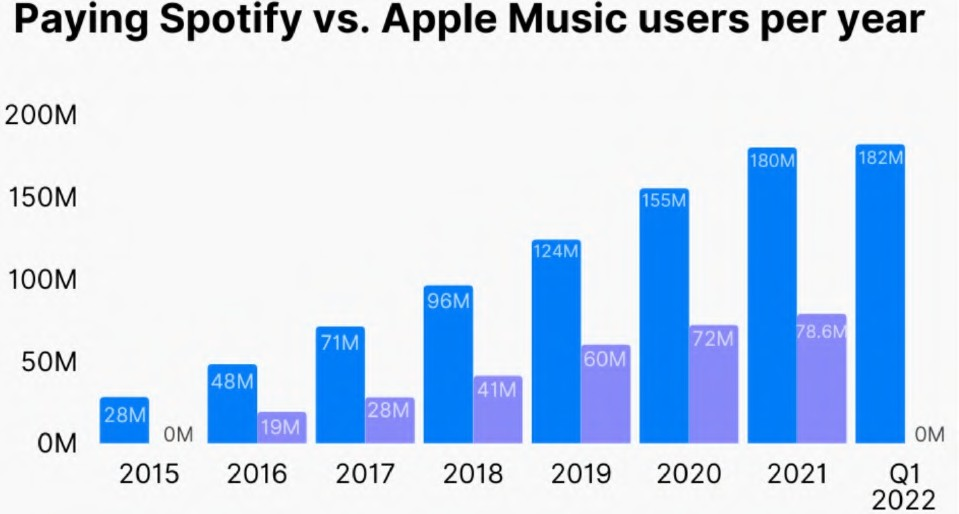 Paying Spotify vs. Apple Music users per year
200M
150M
100M
50M
0M
28M
0M
48M
19M
71M
28M
96M
41M
124M
60M
155M
72M
180M
78.6M
182M
0M
2015
2016
2017
2018
2019
2020
2021
Q1
2022